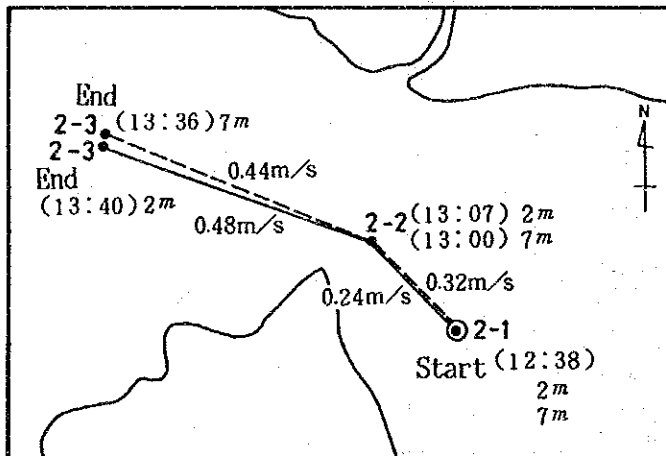 End
2-3 (13:36) 7m
2-3
End
(13:40) 2m
N
0.44m/s
0.48m/s
2-2 (13:07) 2m
(13:00) 7m
0.32m/s
0.24m/s
2-1
Start (12:38)
2m
7m